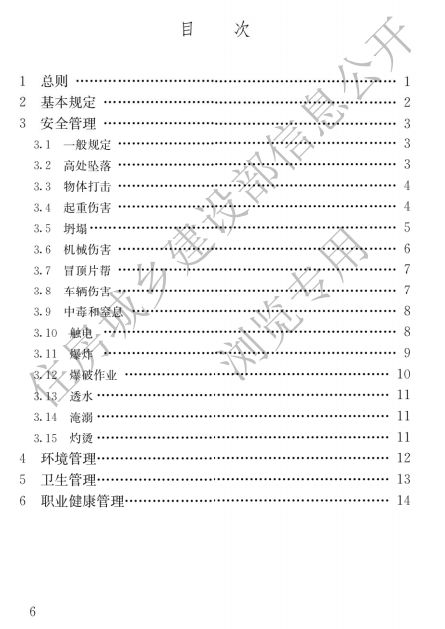 目 次
1 总则 ……………………………………………… 1
2 基本规定 ……………………………………………… 2
3 安全管理 ……………………………………………… 3
3.1 一般规定 ……………………………………………… 3
3.2 高处坠落 ……………………………………………… 3
3.3 物体打击 ……………………………………………… 4
3.4 起重伤害 ……………………………………………… 4
3.5 坍塌 ……………………………………………… 5
3.6 机械伤害 ……………………………………………… 6
3.7 冒顶片帮 ……………………………………………… 7
3.8 车辆伤害 ……………………………………………… 7
3.9 中毒和窒息 ……………………………………………… 8
3.10 触电 ……………………………………………… 8
3.11 爆炸 ……………………………………………… 9
3.12 爆破作业 ……………………………………………… 10
3.13 透水 ……………………………………………… 11
3.14 淹溺 ……………………………………………… 11
3.15 灼烫 ……………………………………………… 11
4 环境管理 ……………………………………………… 12
5 卫生管理 ……………………………………………… 13
6 职业健康管理 ……………………………………………… 14
6
住房城乡建设部信息公开
浏览专用